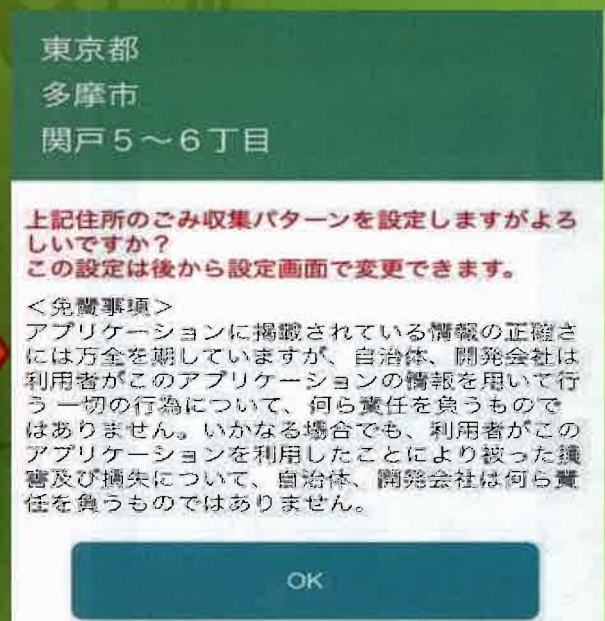 東京都
多摩市
関戸5～6丁目
上記住所のごみ収集パターンを設定しますがよろ
しいですか？
この設定は後から設定画面で変更できます。
＜免責事項＞
アプリケーションに掲載されている情報の正確さ
には万全を期していますが、自治体、開発会社は
利用者がこのアプリケーションの情報を用いて行
う一切の行為について、何ら責任を負うもので
はありません。いかなる場合でも、利用者がこの
アプリケーションを利用したことにより被った損
害及び損失について、自治体、開発会社は何ら責
任を負うものではありません。
OK